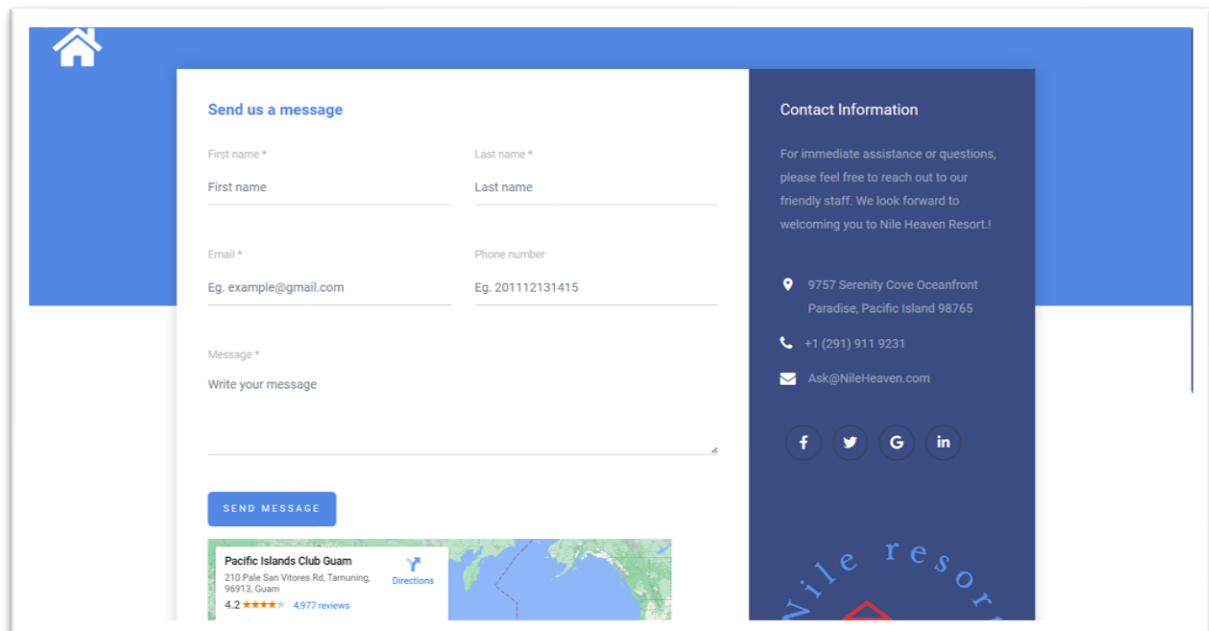 Send us a message
First name *
Last name *
First name
Last name
Email *
Phone number
Eg. example@gmail.com
Eg. 201112131415
Message *
Write your message
SEND MESSAGE
Pacific Islands Club Guam
210 Pale San Vitores Rd, Tamuning,
96913, Guam
Directions
4.2
4,977 reviews
Contact Information
For immediate assistance or questions,
please feel free to reach out to our
friendly staff. We look forward to
welcoming you to Nile Heaven Resort.!
9757 Serenity Cove Oceanfront
Paradise, Pacific Island 98765
+1 (291) 911 9231
Ask@NileHeaven.com
f
G
in
Nile resor